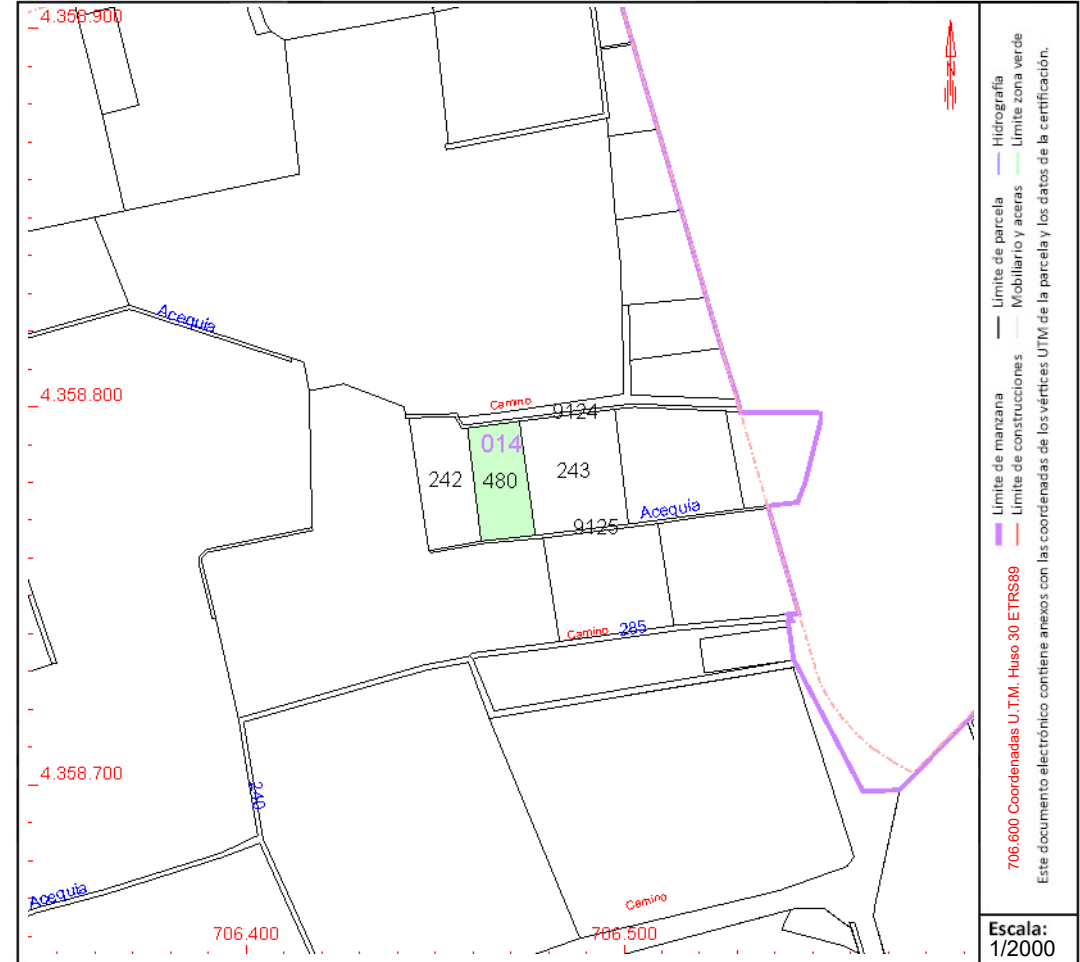 4.358.900
Acequia
4.358.800
Camino
9124
014
242
480
243
Acequia
9125
Camino
285
4.358.700
240
Acequia
Camino
706.400
706.500
N
Límite de manzana
Límite de parcela
Hidrografía
Límite de construcciones
Mobiliario y aceras
Límite zona verde
706.600 Coordenadas U.T.M. Huso 30 ETRS89
Este documento electrónico contiene anexos con las coordenadas de los vértices UTM de la parcela y los datos de la certificación.
Escala:
1/2000